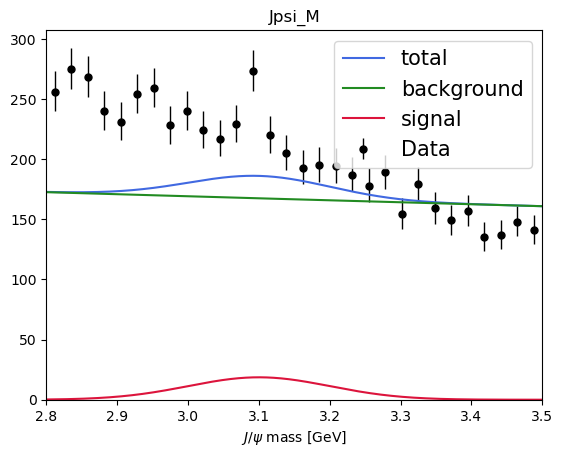 Jpsi_M
300
250
200
150
100
50
0
total
background
signal
Data
2.8 2.9 3.0 3.1 3.2 3.3 3.4 3.5
J/ψ mass [GeV]